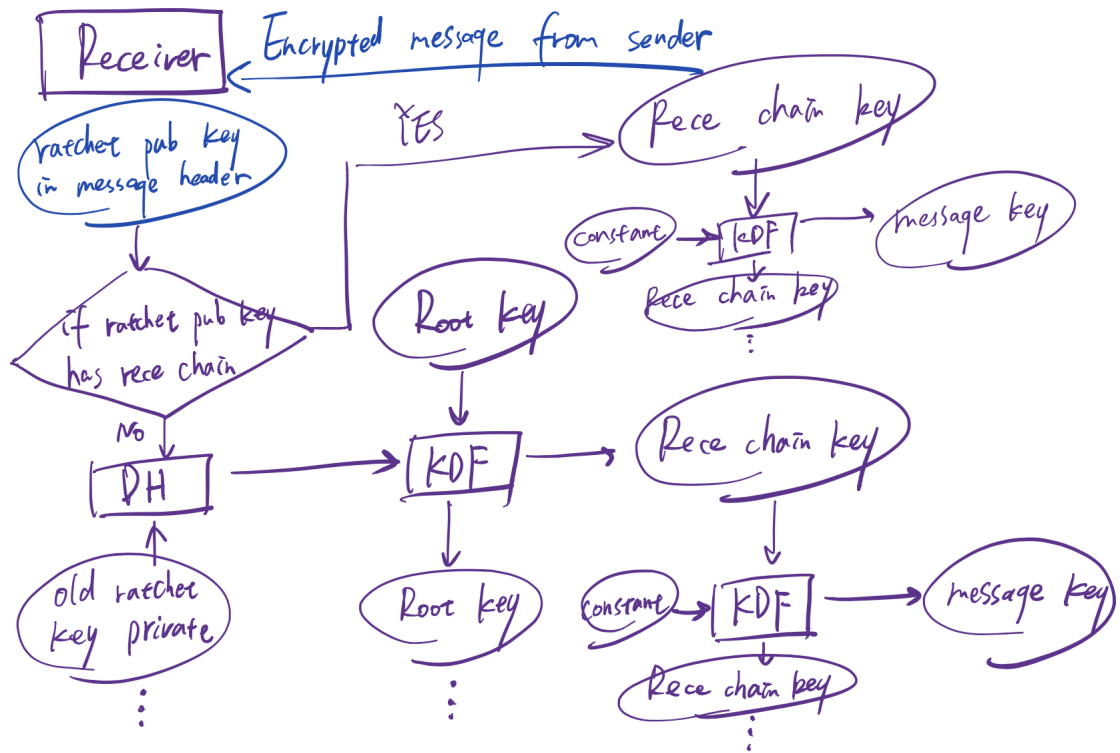 Receiver
Encrypted message from sender
ratchet pub key
in message header
YES
Rece chain key
constant
KDF
message key
Rece chain key
if ratchet pub key
has rece chain
Root key
No
DH
KDF
Rece chain key
old ratchet
key private
Root key
constant
KDF
message key
Rece chain key